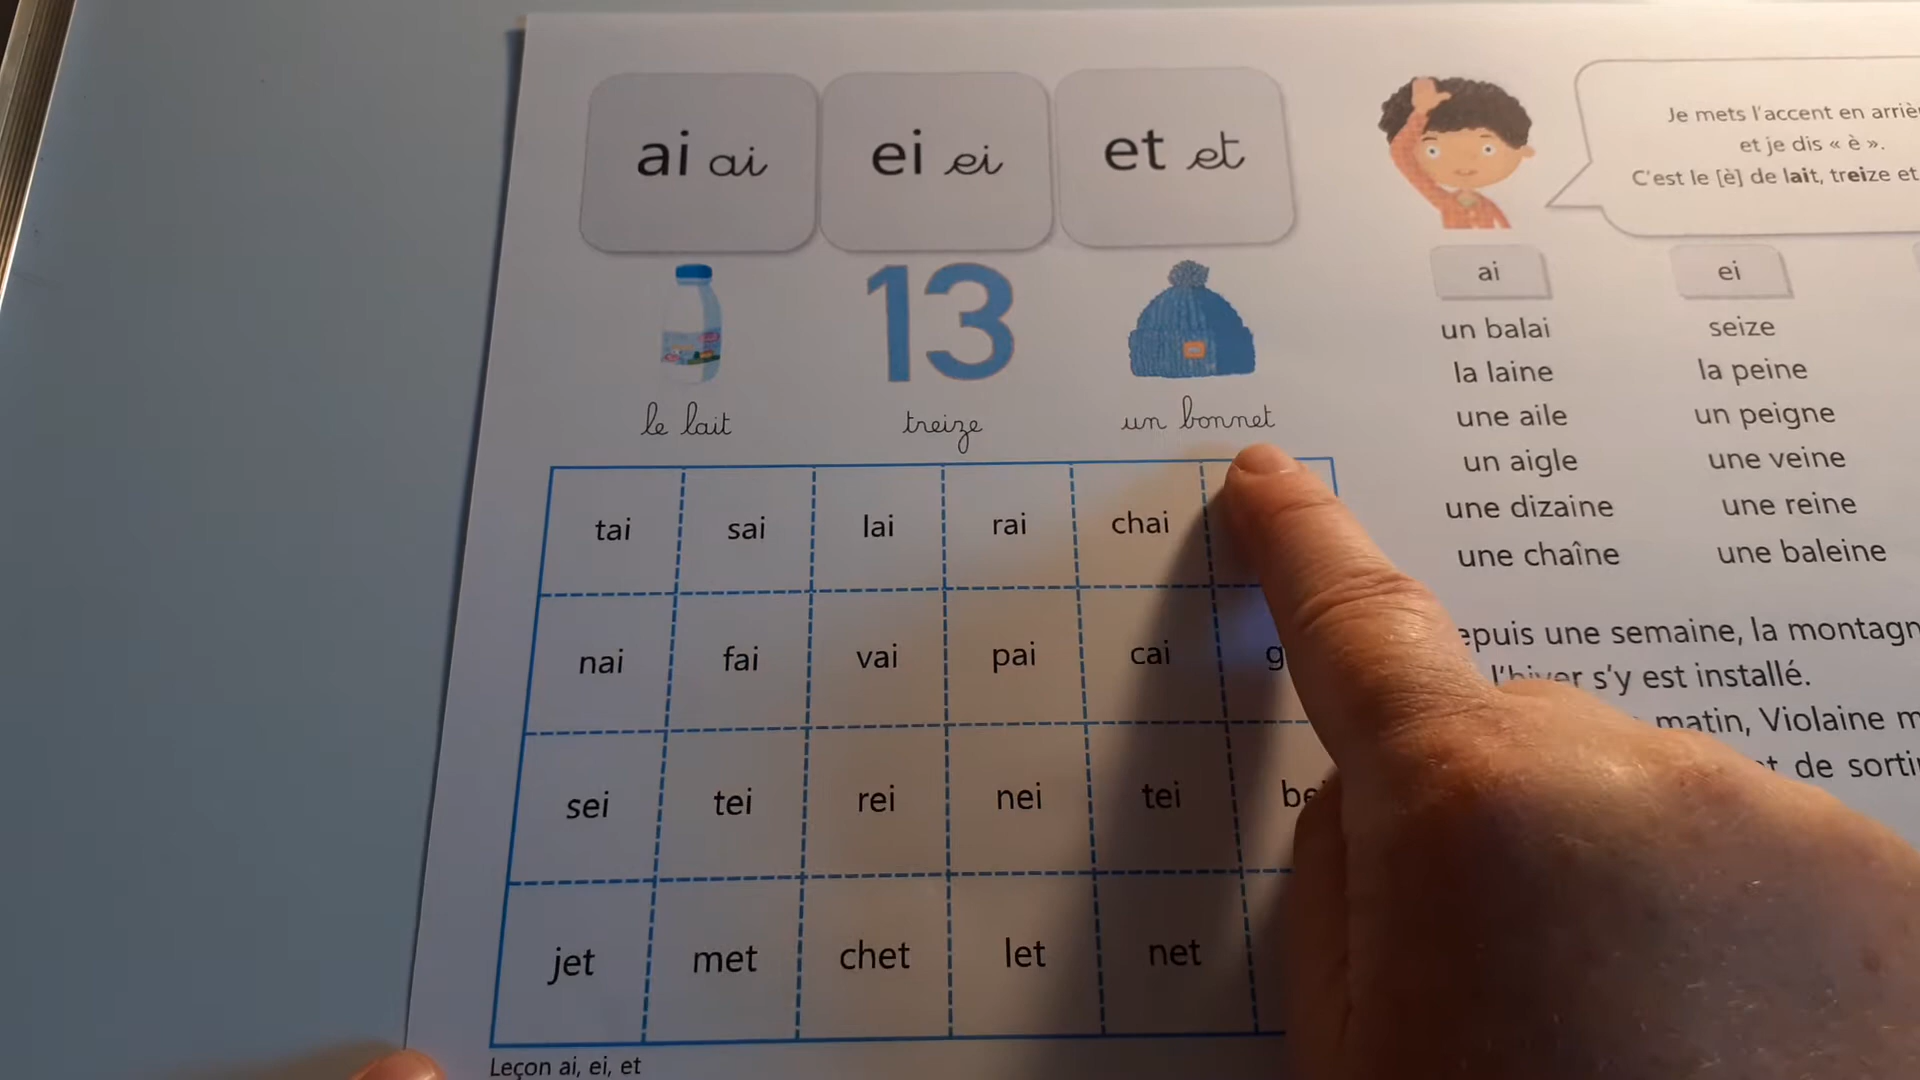 ai ai
ei ei
et et
13
le lait
treize
un bonnet
tai sai lai rai chai
nai fai vai pai cai
sei tei rei nei tei
jet met chet let net
Leçon ai, ei, et
Je mets l'accent en
et je dis « è ».
C'est le [è] de lait, treize et
ai
un balai
la laine
une aile
un aigle
une dizaine
une chaîne
ei
seize
la peine
un peigne
une veine
une reine
une baleine
une semaine, la
l'hiver s'y est installé.
matin, Violaine
de